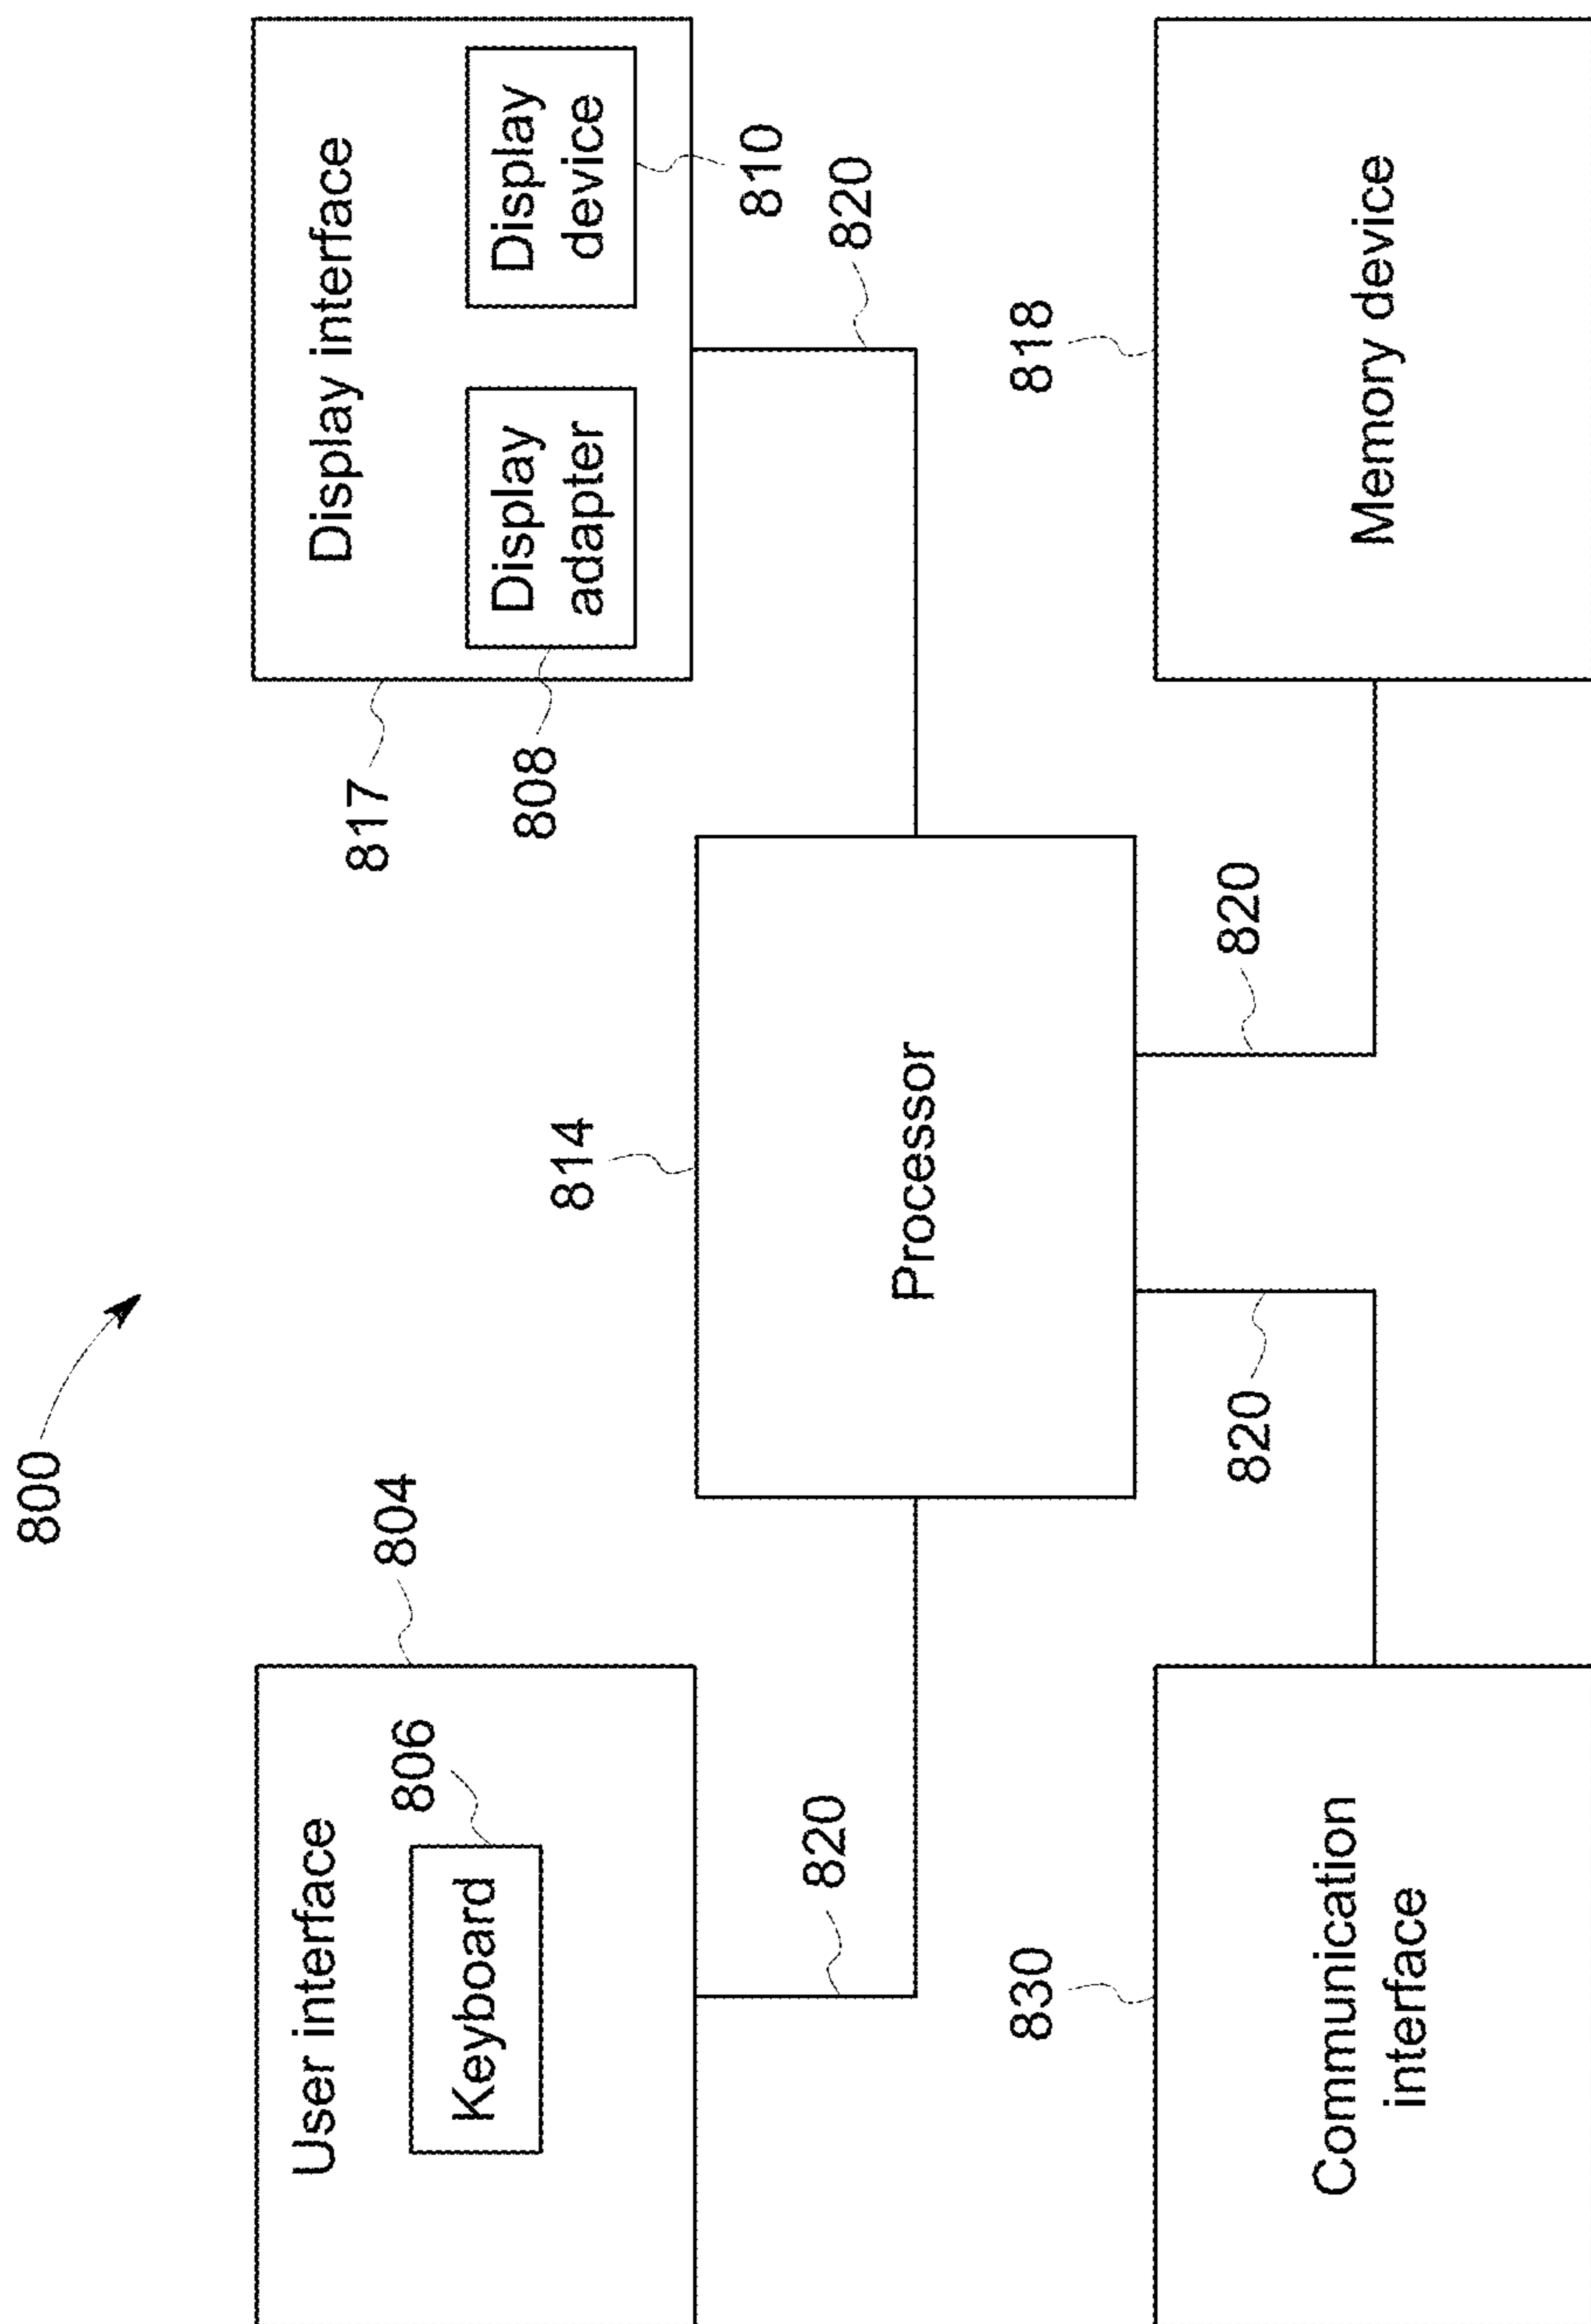 800
User interface
804
806
Keyboard
820
Display interface
817
808
Display
adapter
Display
device
810
820
814
Processor
830
Communication
interface
820
820
818
Memory device